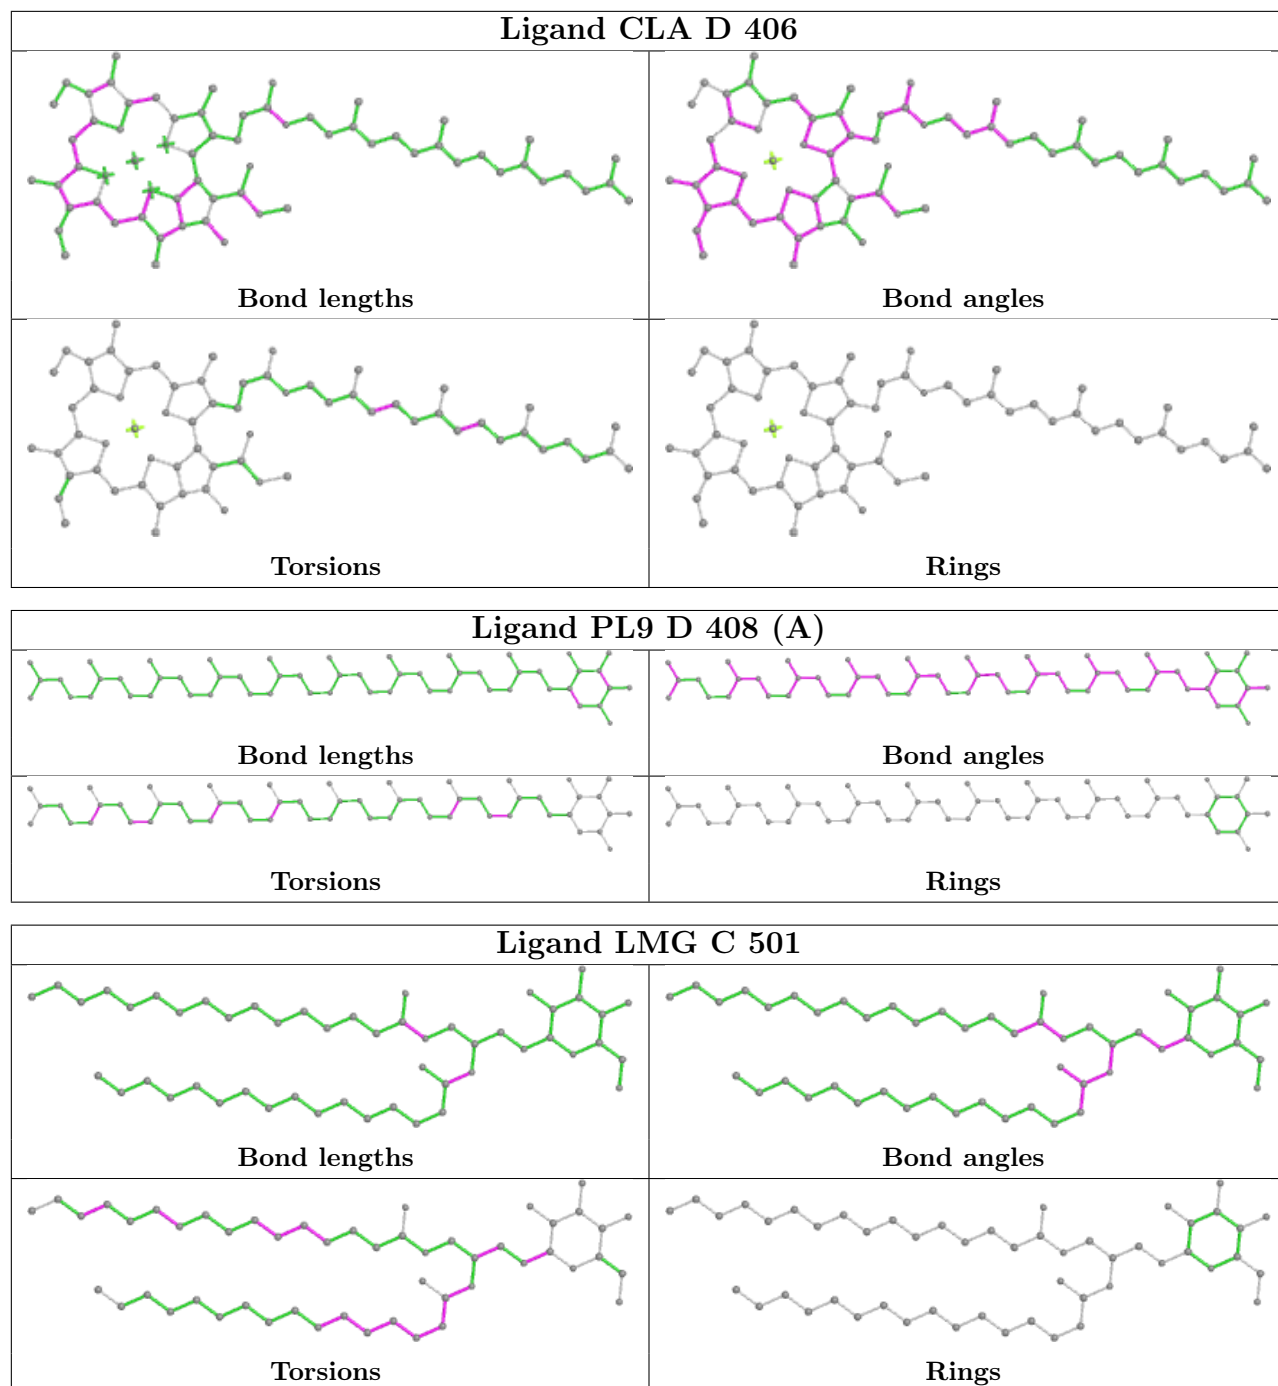 Ligand CLA D 406
Bond lengths
Bond angles
Torsions
Rings
Ligand PL9 D 408 (A)
Bond lengths
Bond angles
Torsions
Rings
Ligand LMG C 501
Bond lengths
Bond angles
Torsions
Rings